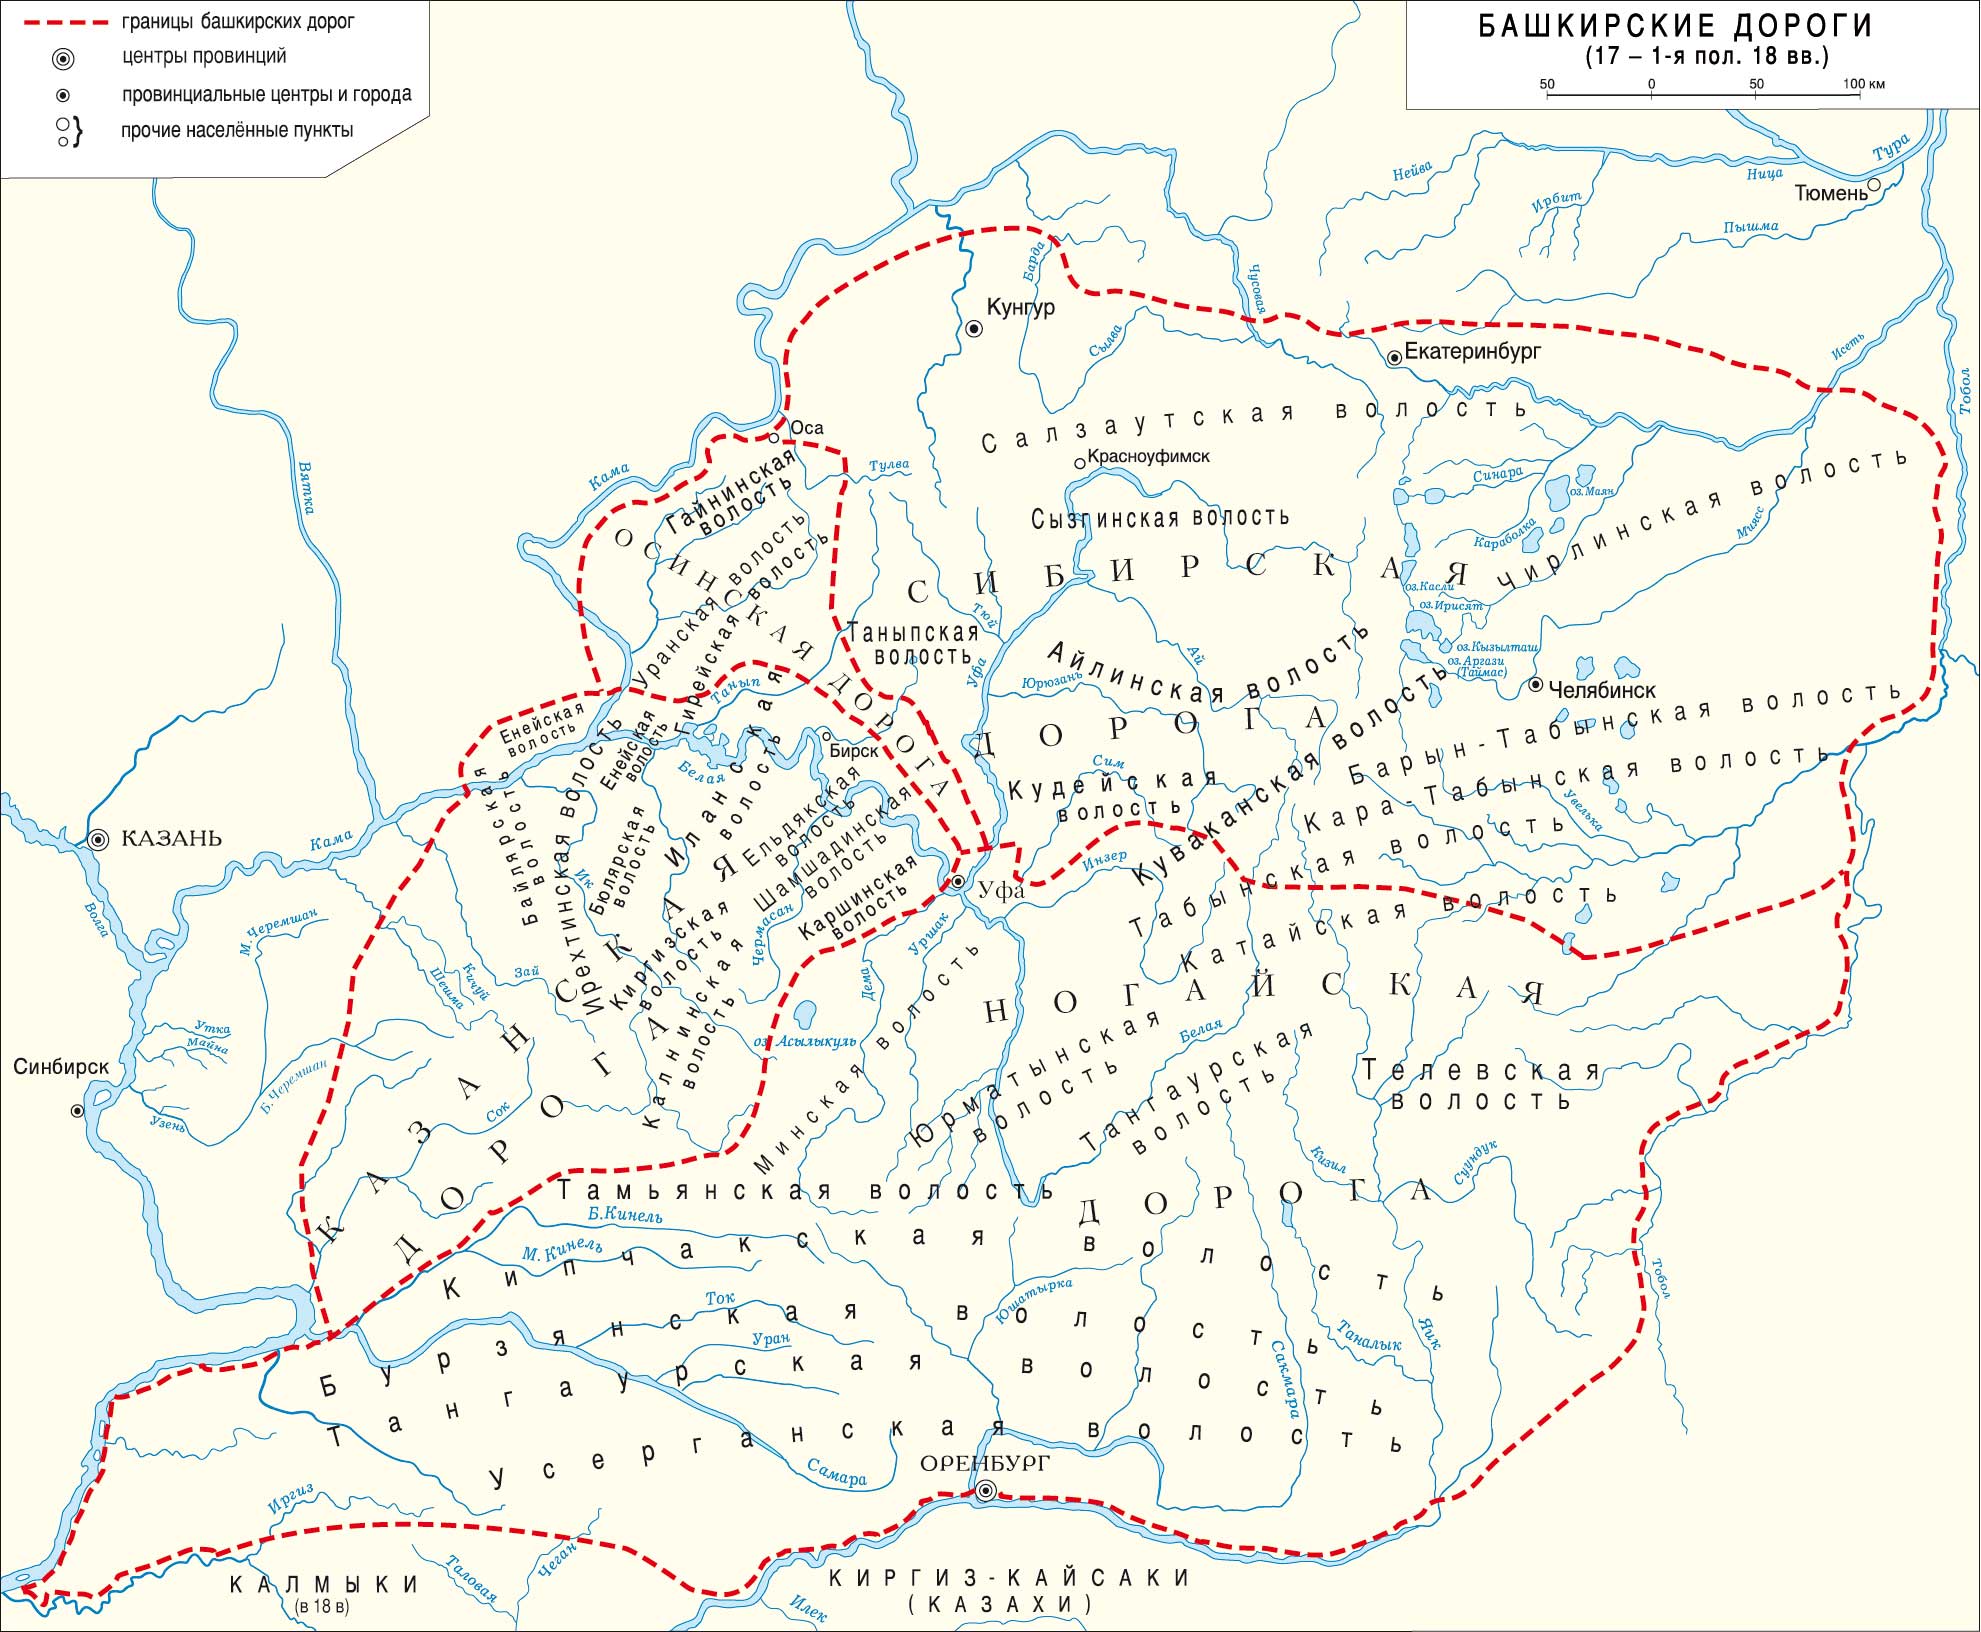 границы башкирских дорог
центры провинций
провинциальные центры и города
прочие населённые пункты
БАШКИРСКИЕ ДОРОГИ
(17 – 1-я пол. 18 вв.)
50 0 50 100 км
Тура
Ница
Нейва
Ирбит
Тюмень
Пышма
Барда
Чусовая
Кунгур
Сылва
Екатеринбург
Исеть
Тобол
Салзаутская волость
Оса
Красноуфимск
Кама
Тулва
Вятка
Гайнинская
волость
Синара
оз. Маян
Чирлинская волость
Миясс
Сызгинская волость
Караболка
ОСИНСКАЯ ДОРОГА
Уранская волость
Гирейская волость
СИБИРСКАЯ
ДОРОГА
оз.Касли
оз.Ирисят
Тюй
Таныпская
волость
Уфа
Ай
Айлинская волость
Юрюзань
оз.Кызылташ
оз.Аргази
(Таймас)
Челябинск
Танып
Енейская
волость
Енейская
волость
Бирск
Белая
Барын-Табынская волость
Кара-Табынская волость
Увелька
Сим
Кудейская
волость
Куваканская волость
Табынская волость
Катайская волость
Байлярская
волость
Ирехтинская волость
Бюлярская
волость
Иланская
волость
Ельдякская
волость
Шамшадинская
волость
Каршинская
волость
Киргизская
волость
Калнинская
волость
Ик
КАЗАНЬ
Кама
Волга
Уфа
Инзер
Чермасан
Уршак
Дема
М.Черемшан
Шешма
Кичуй
Зай
КАЗАНСКАЯ
ДОРОГА
Утка
Майна
Синбирск
Б.Черемшан
Узень
Сок
оз. Асылыкуль
Минская волость
НОГАЙСКАЯ
ДОРОГА
Юрматынская
волость
Белая
Тангаурская
волость
Телевская
волость
Кизил
Суундук
Тамьянская волость
Б.Кинель
М.Кинель
Кипчакская волость
Ток
Юшатырка
Бурзянская волость
Уран
Таналык
Яик
Тобол
Сакмара
Тангаурская волость
Усерганская волость
Самара
ОРЕНБУРГ
Иргиз
Таловая
Чеган
КАЛМЫКИ
(в 18 в)
Илек
КИРГИЗ-КАЙСАКИ
(КАЗАХИ)